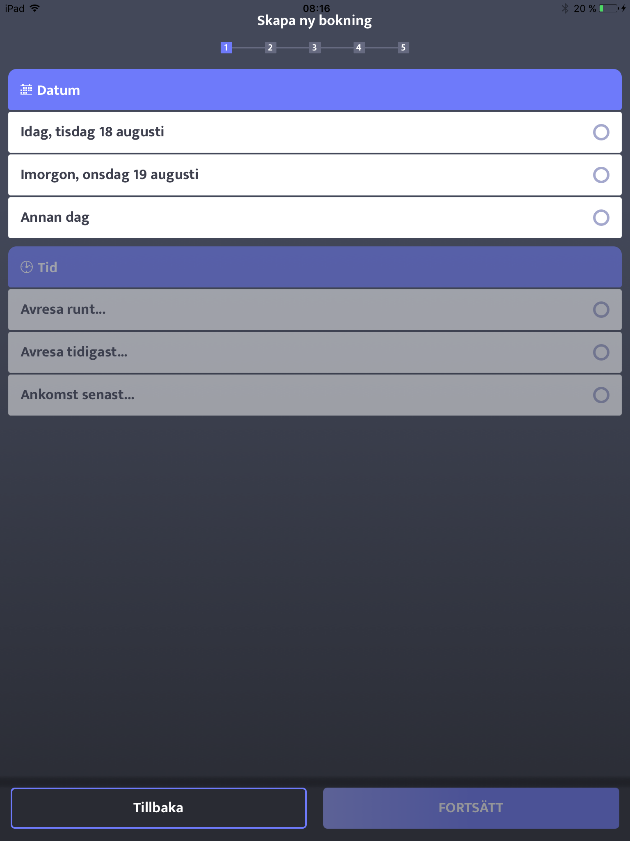 iPad 08:16 20 %
Skapa ny bokning
1 2 3 4 5
Datum
Idag, tisdag 18 augusti
Imorgon, onsdag 19 augusti
Annan dag
Tid
Avresa runt...
Avresa tidigast...
Ankomst senast...
Tillbaka FORTSÄTT